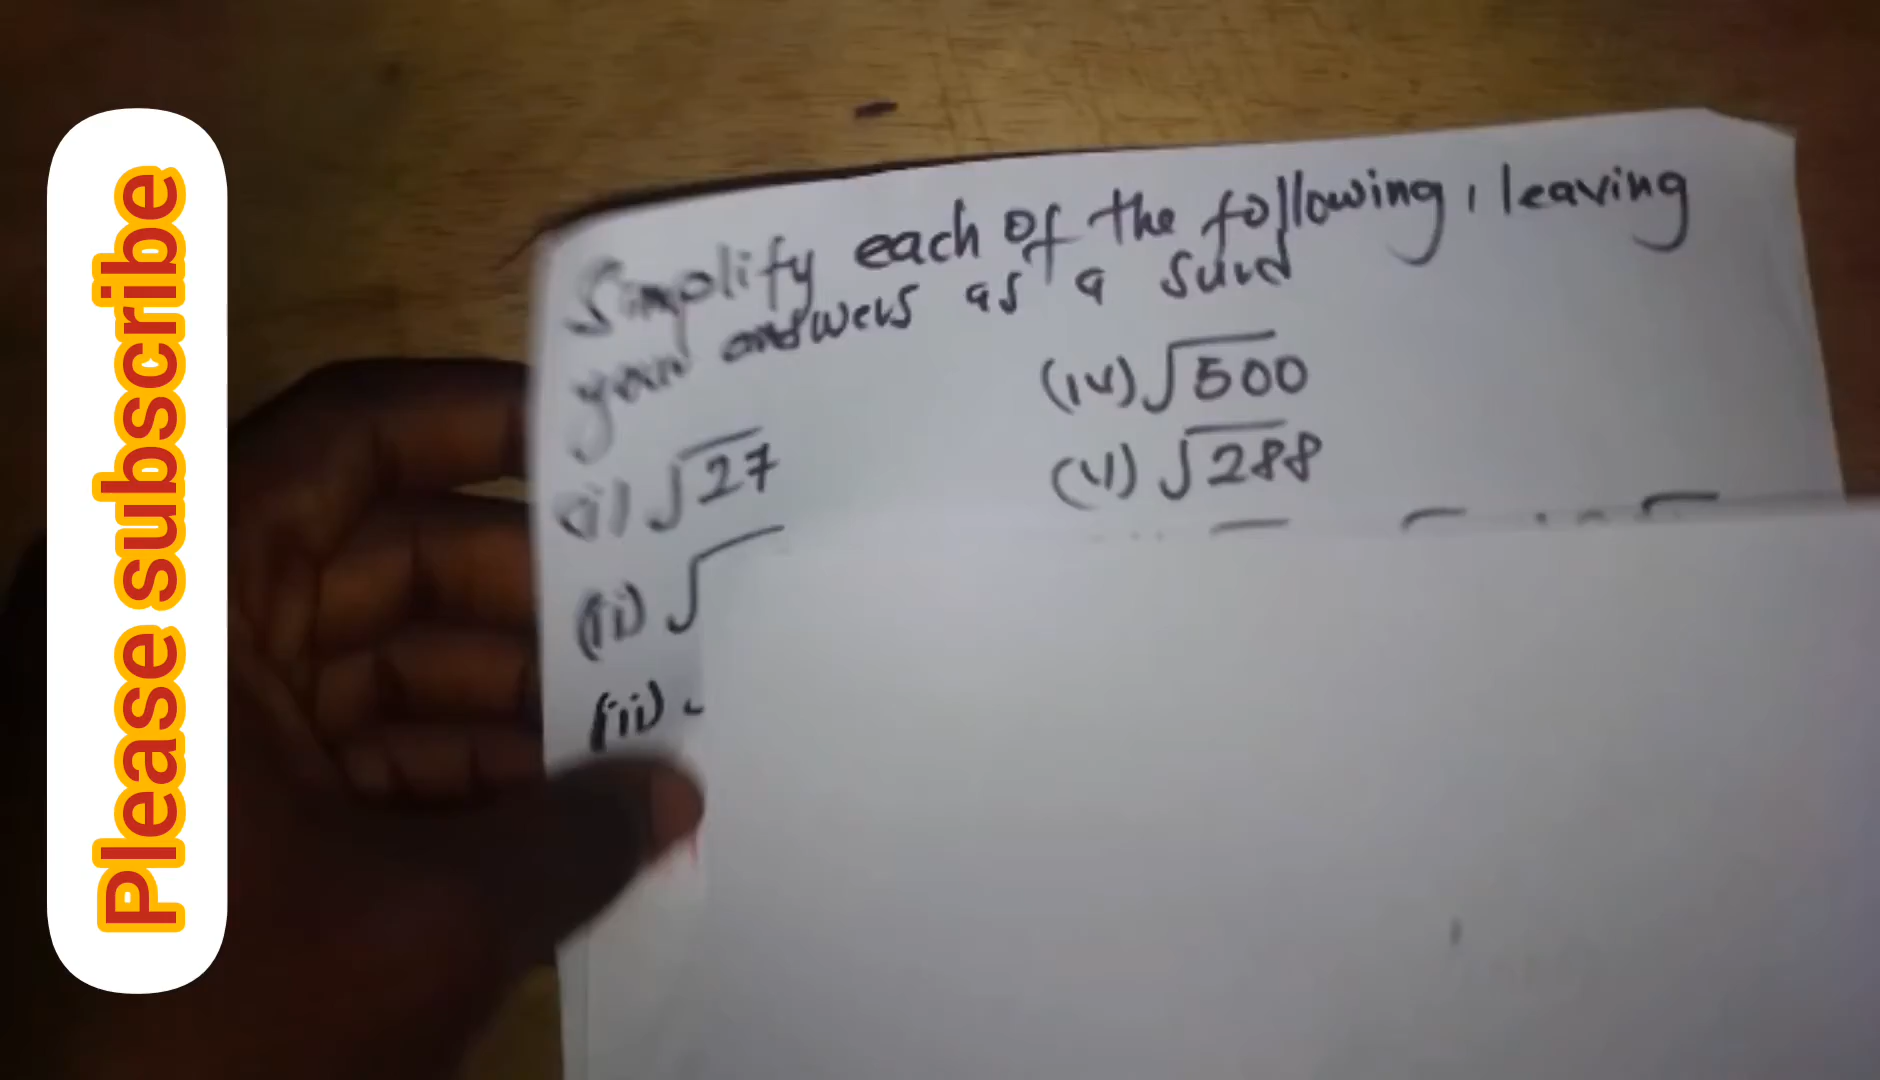 Please subscribe
Simplify each of the following, leaving
your answers as a surd
(i) √27
(ii) √
(iii)
(iv) √500
(v) √288